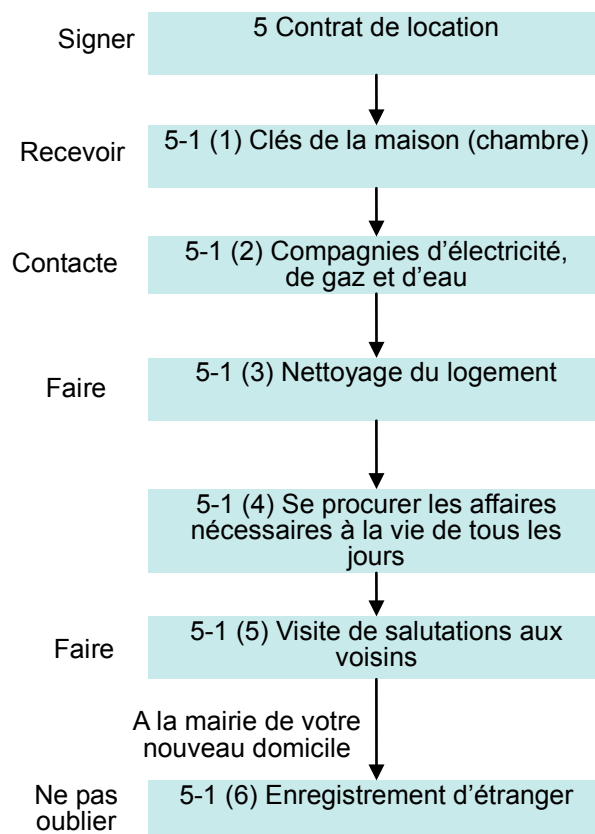 Signer
5 Contrat de location
Recevoir
5-1 (1) Clés de la maison (chambre)
Contacte
5-1 (2) Compagnies d’électricité,
de gaz et d’eau
Faire
5-1 (3) Nettoyage du logement
5-1 (4) Se procurer les affaires
nécessaires à la vie de tous les
jours
Faire
5-1 (5) Visite de salutations aux
voisins
A la mairie de votre
nouveau domicile
Ne pas
oublier
5-1 (6) Enregistrement d’étranger